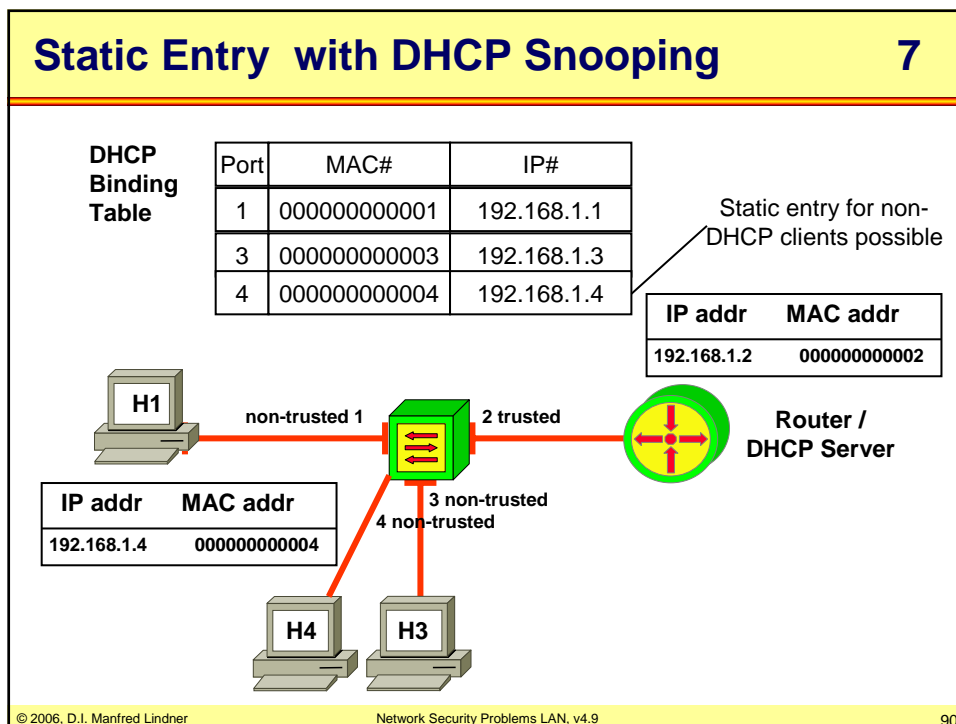 Static Entry with DHCP Snooping 7
DHCP
Binding
Table
Port MAC# IP#
1 000000000001 192.168.1.1
3 000000000003 192.168.1.3
4 000000000004 192.168.1.4
Static entry for non-
DHCP clients possible
IP addr MAC addr
192.168.1.2 000000000002
H1
non-trusted 1
2 trusted
Router /
DHCP Server
3 non-trusted
4 non-trusted
IP addr MAC addr
192.168.1.4 000000000004
H4
H3
© 2006, D.I. Manfred Lindner Network Security Problems LAN, v4.9 90